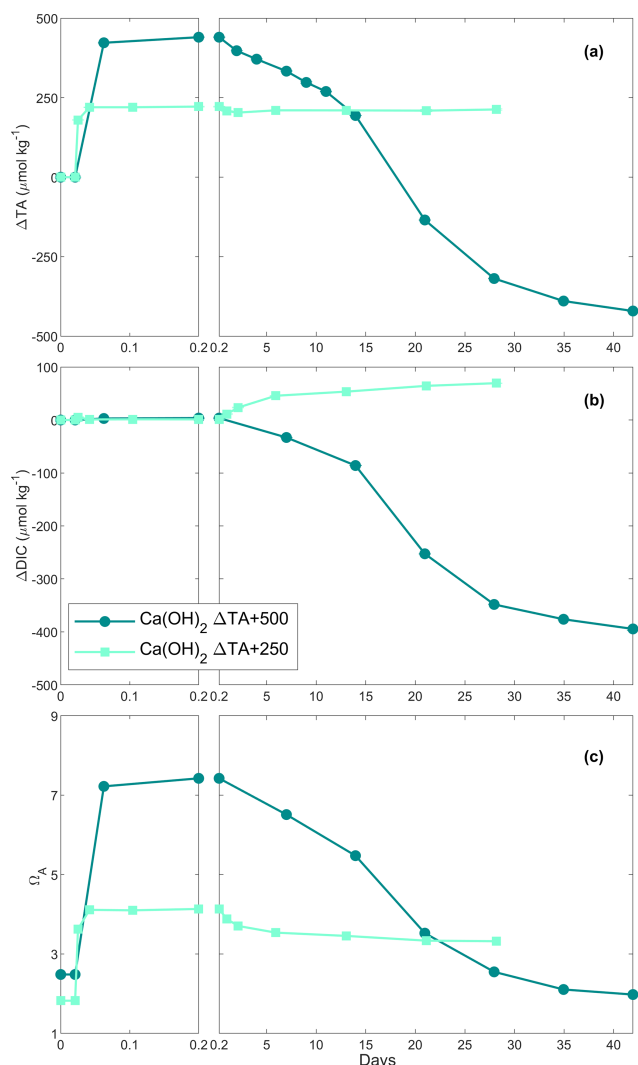 500
250
0
-250
-500
ΔTA (μmol kg⁻¹)
(a)
0 0.1 0.2 0.2 5 10 15 20 25 30 35 40
100
0
-100
-200
-300
-400
-500
ΔDIC (μmol kg⁻¹)
(b)
Ca(OH)₂ ΔTA+500
Ca(OH)₂ ΔTA+250
0 0.1 0.2 0.2 5 10 15 20 25 30 35 40
9
7
5
3
1
Ω_A
(c)
0 0.1 0.2 0.2 5 10 15 20 25 30 35 40
Days